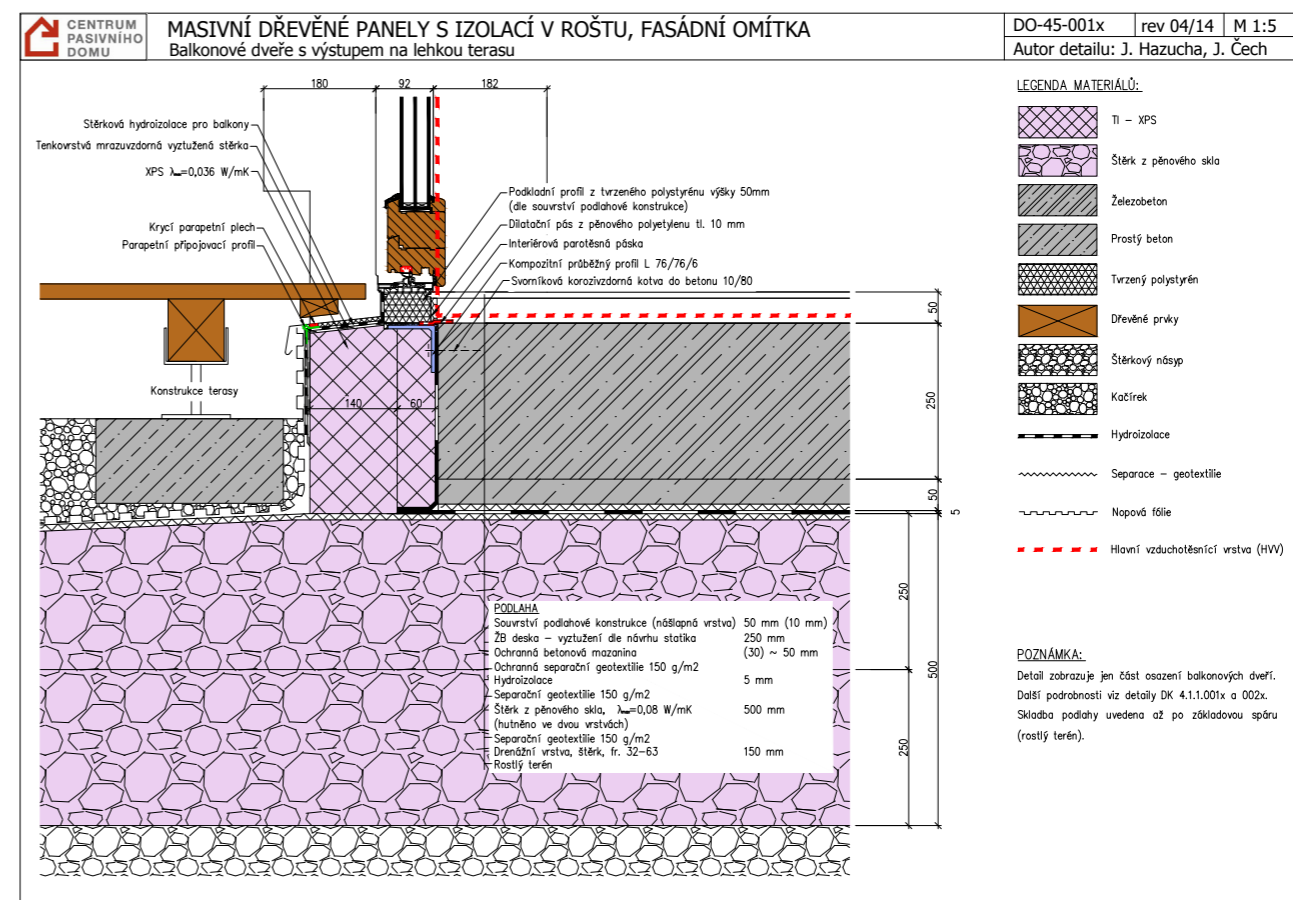 CENTRUM
PASIVNÍHO
DOMU
MASIVNÍ DŘEVĚNÉ PANELY S IZOLACÍ V ROŠTU, FASÁDNÍ OMÍTKA
Balkonové dveře s výstupem na lehkou terasu
DO-45-001x rev 04/14 M 1:5
Autor detailu: J. Hazucha, J. Čech
180 92 182
Stěrková hydroizolace pro balkony
Tenkovrstvá mrazuvzdorná vyztužená stěrka
XPS λ=0,036 W/mK
Krycí parapetní plech
Parapetní připojovací profil
Podkladní profil z tvrzeného polystyrénu výšky 50mm
(dle souvrství podlahové konstrukce)
Dilatační pás z pěnového polyetylenu tl. 10 mm
Interiérová parotěsná páska
Kompozitní průběžný profil L 76/76/6
Svorníková korozivzdorná kotva do betonu 10/80
Konstrukce terasy
140 60
50
250
50
5
250
500
250
PODLAHA
Souvrství podlahové konstrukce (nášlapná vrstva) 50 mm (10 mm)
ŽB deska – vyztužení dle návrhu statika 250 mm
Ochranná betonová mazanina (30) ~ 50 mm
Ochranná separační geotextilie 150 g/m2
Hydroizolace 5 mm
Separační geotextilie 150 g/m2
Štěrk z pěnového skla, λ=0,08 W/mK 500 mm
(hutněno ve dvou vrstvách)
Separační geotextilie 150 g/m2
Drenážní vrstva, štěrk, fr. 32–63 150 mm
Rostlý terén
LEGENDA MATERIÁLŮ:
TI – XPS
Štěrk z pěnového skla
Železobeton
Prostý beton
Tvrzený polystyrén
Dřevěné prvky
Štěrkový násyp
Kačírek
Hydroizolace
Separace – geotextilie
Nopová fólie
Hlavní vzduchotěsnící vrstva (HVV)
POZNÁMKA:
Detail zobrazuje jen část osazení balkonových dveří.
Další podrobnosti viz detaily DK 4.1.1.001x a 002x.
Skladba podlahy uvedena až po základovou spáru
(rostlý terén).